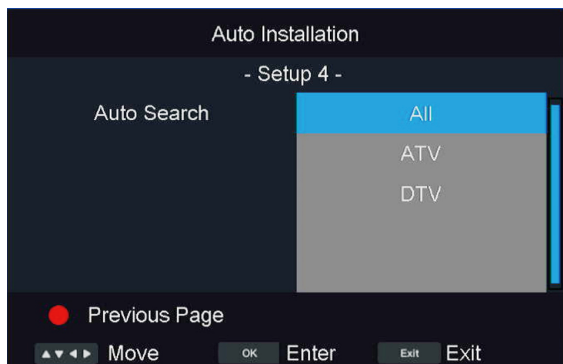 Auto Installation
- Setup 4 -
Auto Search All
ATV
DTV
Previous Page
Move OK Enter Exit Exit